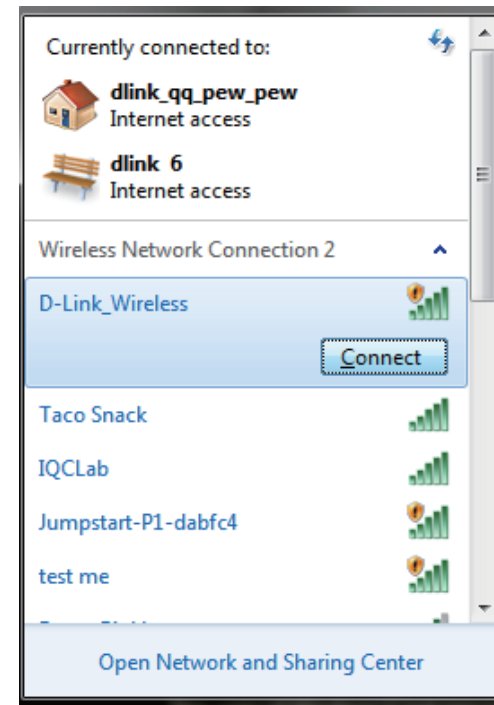 Currently connected to:
dlink_qq_pew_pew
Internet access
dlink 6
Internet access
Wireless Network Connection 2
D-Link_Wireless
Connect
Taco Snack
IQCLab
Jumpstart-P1-dabfc4
test me
Open Network and Sharing Center